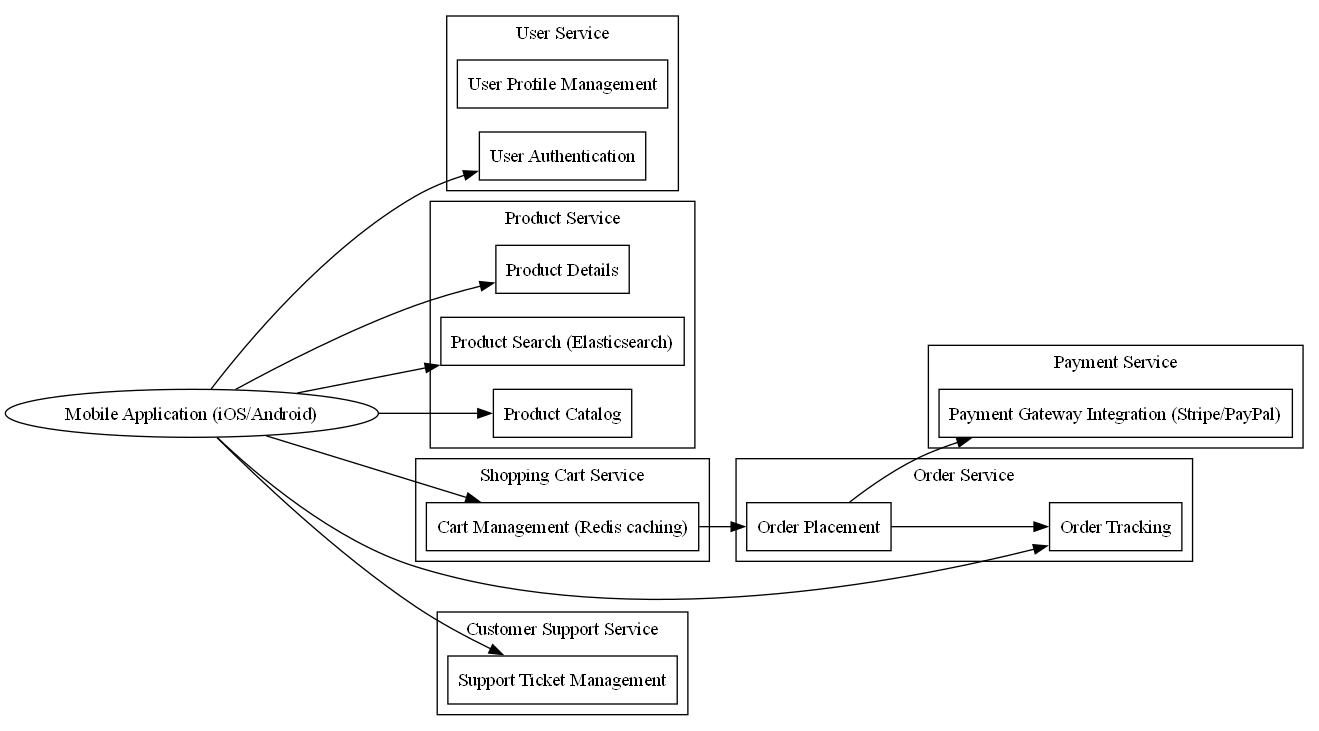 User Service
User Profile Management
User Authentication
Product Service
Product Details
Product Search (Elasticsearch)
Product Catalog
Mobile Application (iOS/Android)
Payment Service
Payment Gateway Integration (Stripe/PayPal)
Shopping Cart Service
Cart Management (Redis caching)
Order Service
Order Placement
Order Tracking
Customer Support Service
Support Ticket Management